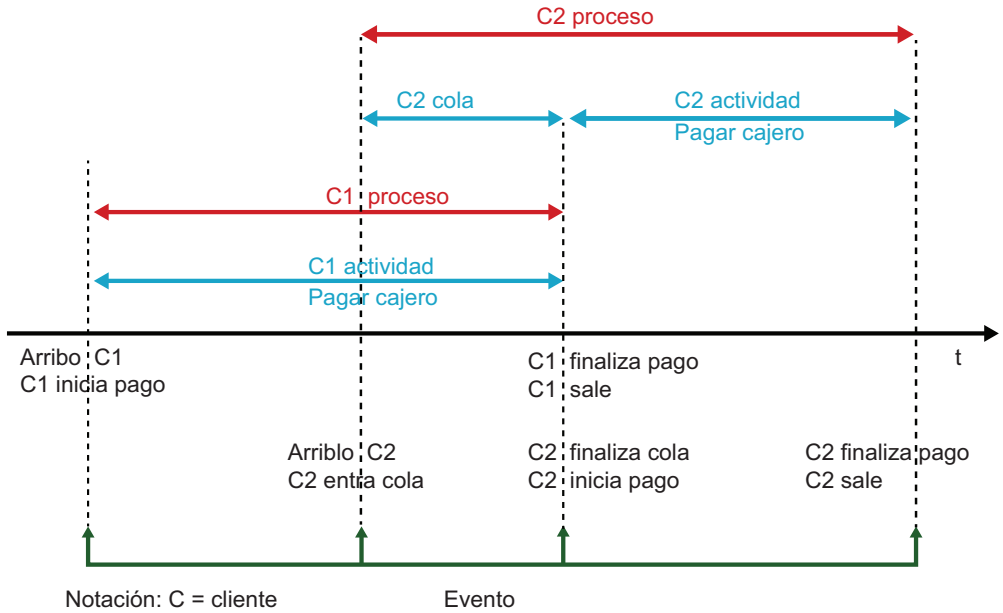 C2 proceso
C2 cola
C2 actividad
Pagar cajero
C1 proceso
C1 actividad
Pagar cajero
Arribo C1
C1 inicia pago
C1 finaliza pago
C1 sale
t
Arriblo C2
C2 entra cola
C2 finaliza cola
C2 inicia pago
C2 finaliza pago
C2 sale
Notación: C = cliente
Evento